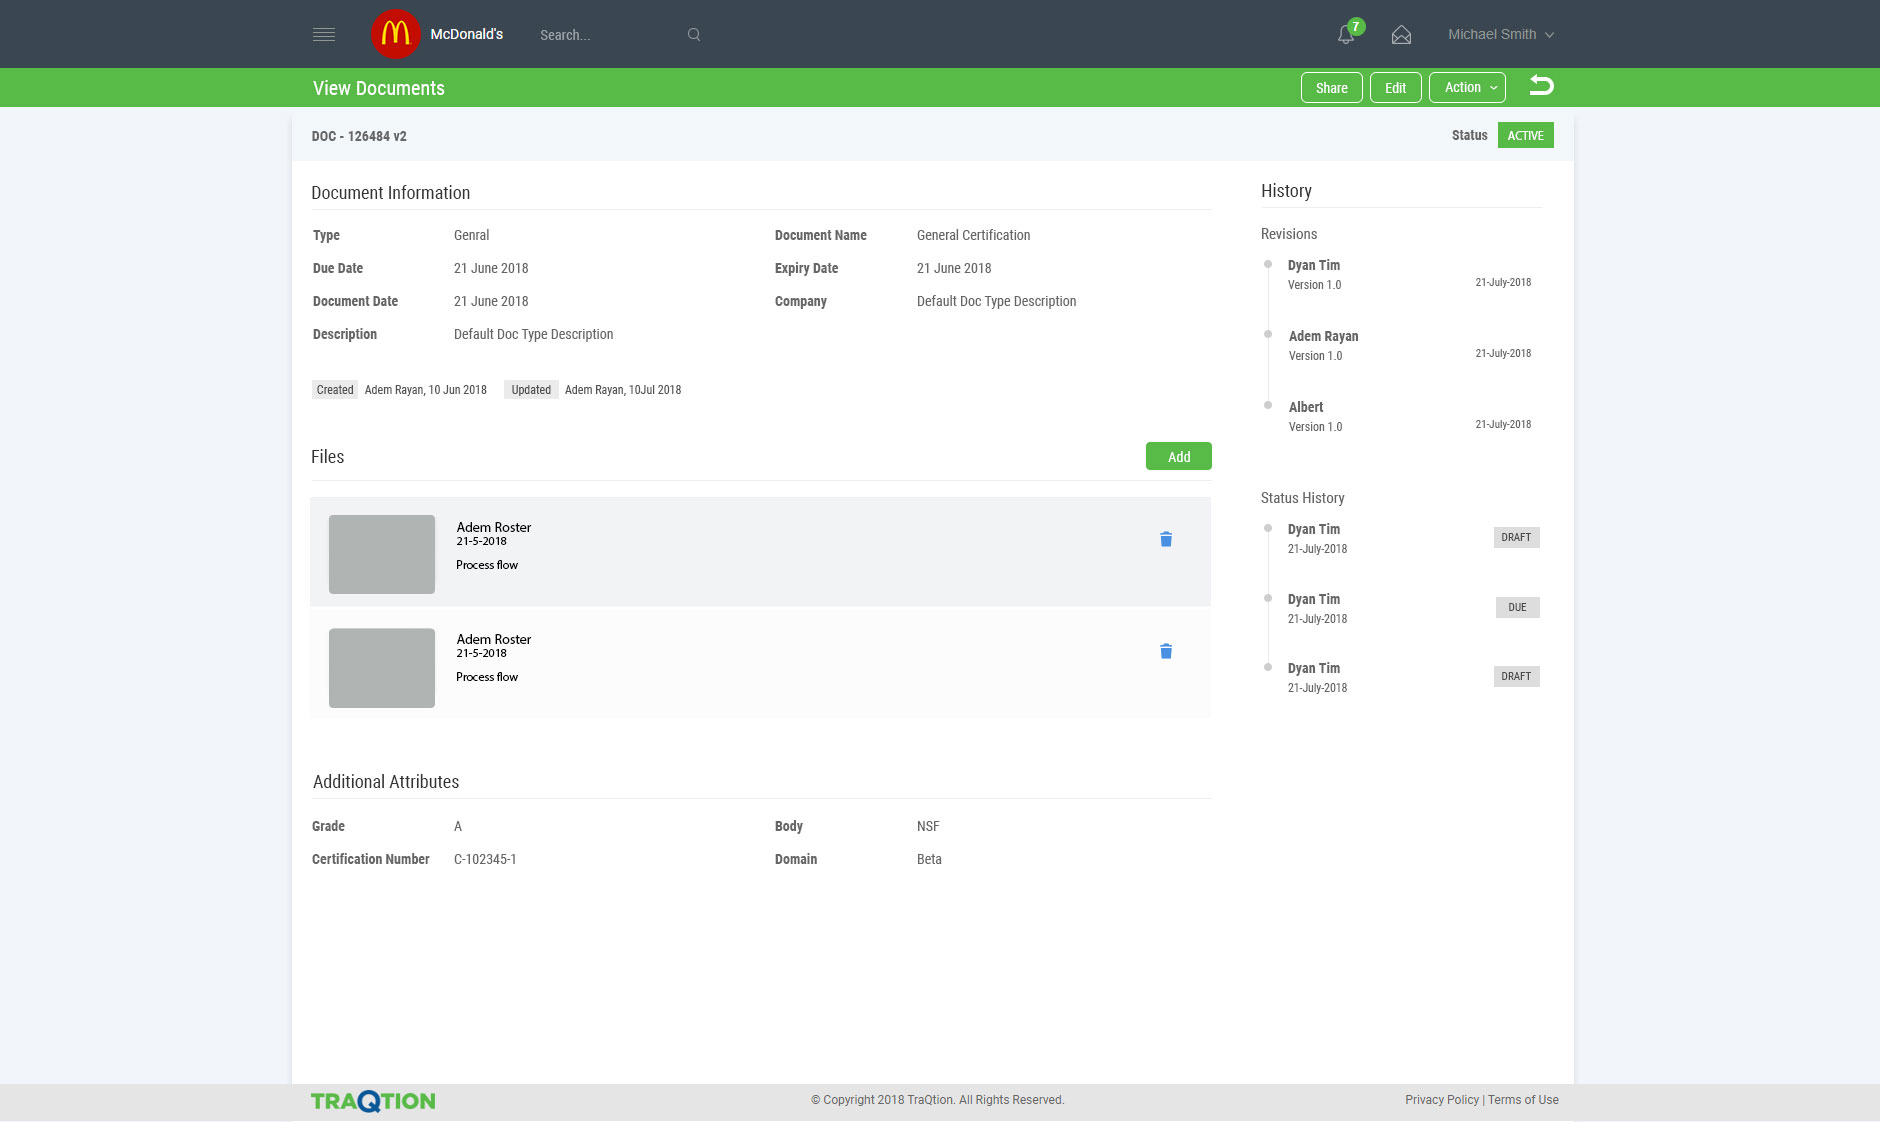 McDonald's Search... 7 Michael Smith
View Documents Share Edit Action
DOC - 126484 v2 Status ACTIVE
Document Information
Type Genral Document Name General Certification
Due Date 21 June 2018 Expiry Date 21 June 2018
Document Date 21 June 2018 Company Default Doc Type Description
Description Default Doc Type Description
Created Adem Rayan, 10 Jun 2018 Updated Adem Rayan, 10Jul 2018
Files Add
Adem Roster
21-5-2018
Process flow
Adem Roster
21-5-2018
Process flow
Additional Attributes
Grade A Body NSF
Certification Number C-102345-1 Domain Beta
History
Revisions
Dyan Tim
Version 1.0 21-July-2018
Adem Rayan
Version 1.0 21-July-2018
Albert
Version 1.0 21-July-2018
Status History
Dyan Tim DRAFT
21-July-2018
Dyan Tim DUE
21-July-2018
Dyan Tim DRAFT
21-July-2018
TRAQTION © Copyright 2018 TraQtion. All Rights Reserved. Privacy Policy | Terms of Use